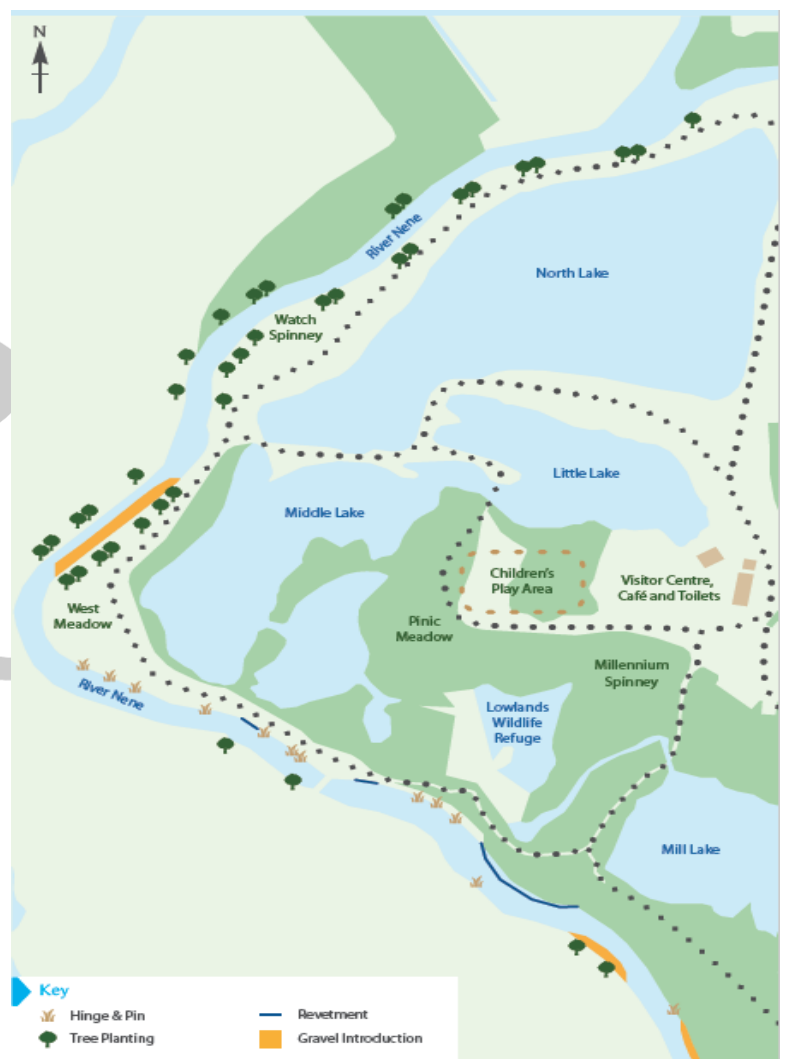 N
River Nene
North Lake
Watch
Spinney
Little Lake
Middle Lake
Children's
Play Area
Visitor Centre,
Café and Toilets
West
Meadow
Pinic
Meadow
Millennium
Spinney
River Nene
Lowlands
Wildlife
Refuge
Mill Lake
Key
Hinge & Pin
Revetment
Tree Planting
Gravel Introduction